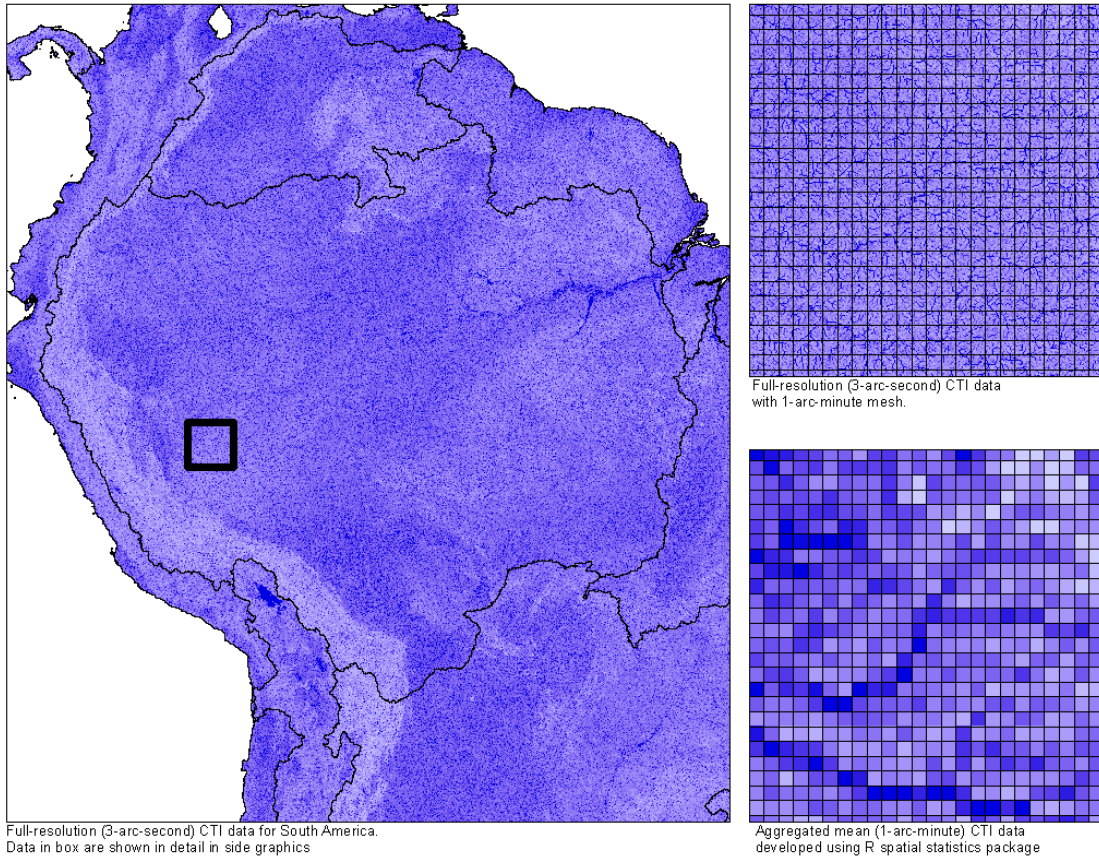 Full-resolution (3-arc-second) CTI data for South America.
Data in box are shown in detail in side graphics
Full-resolution (3-arc-second) CTI data
with 1-arc-minute mesh.
Aggregated mean (1-arc-minute) CTI data
developed using R spatial statistics package